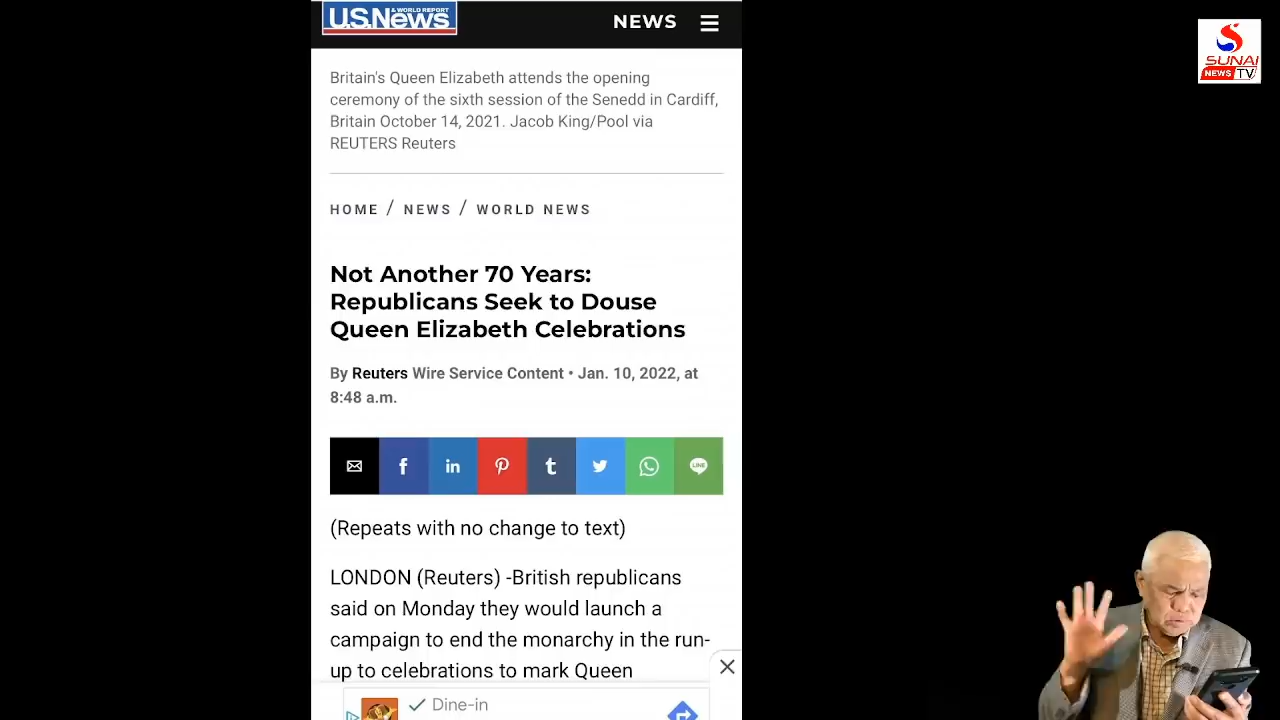 U.S.News
& WORLD REPORT
NEWS
SUNAI
NEWS TV
Britain's Queen Elizabeth attends the opening
ceremony of the sixth session of the Senedd in Cardiff,
Britain October 14, 2021. Jacob King/Pool via
REUTERS Reuters
HOME / NEWS / WORLD NEWS
Not Another 70 Years:
Republicans Seek to Douse
Queen Elizabeth Celebrations
By Reuters Wire Service Content • Jan. 10, 2022, at
8:48 a.m.
LINE
(Repeats with no change to text)
LONDON (Reuters) -British republicans
said on Monday they would launch a
campaign to end the monarchy in the run-
up to celebrations to mark Queen
Dine-in